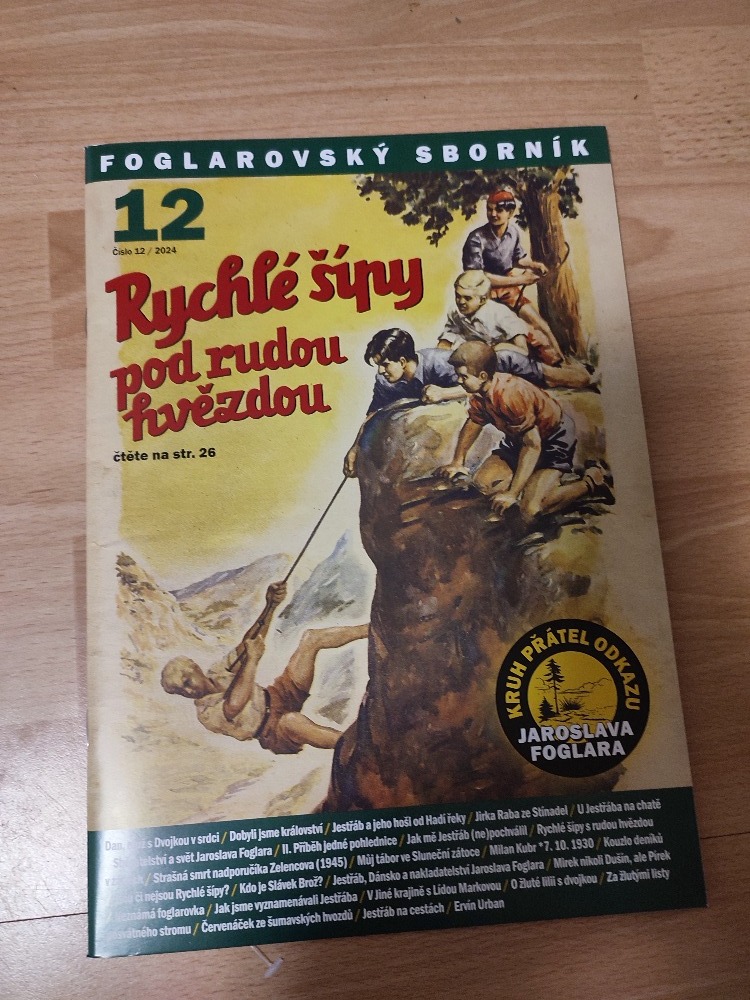 FOGLAROVSKÝ SBORNÍK
12
Číslo 12 / 2024
Rychlé šípy
pod rudou
hvězdou
čtěte na str. 26
KRUH PŘÁTEL ODKAZU
JAROSLAVA
FOGLARA
Dan, s Dvojkou v srdci / Dobyli jsme království / Jestřáb a jeho hoši od Hadí řeky / Jirka Raba ze Stínadel / U Jestřába na chatě
a svět Jaroslava Foglara / II. Příběh jedné pohlednice / Jak mě Jestřáb (ne)pochválil / Rychlé šípy s rudou hvězdou
v / Strašná smrt nadporučíka Zelencova (1945) / Můj tábor ve Sluneční zátoce / Milan Kubr *7. 10. 1930 / Kouzlo deníků
či nejsou Rychlé šípy? / Kdo je Slávek Brož? / Jestřáb, Dánsko a nakladatelství Jaroslava Foglara / Mirek nikoli Dušín, ale Pírek
foglarovka / Jak jsme vyznamenávali Jestřába / V Jiné krajině s Lídou Markovou / O žluté lilii s dvojkou / Za žlutými listy
stromu / Červenáček ze šumavských hvozdů / Jestřáb na cestách / Ervín Urban